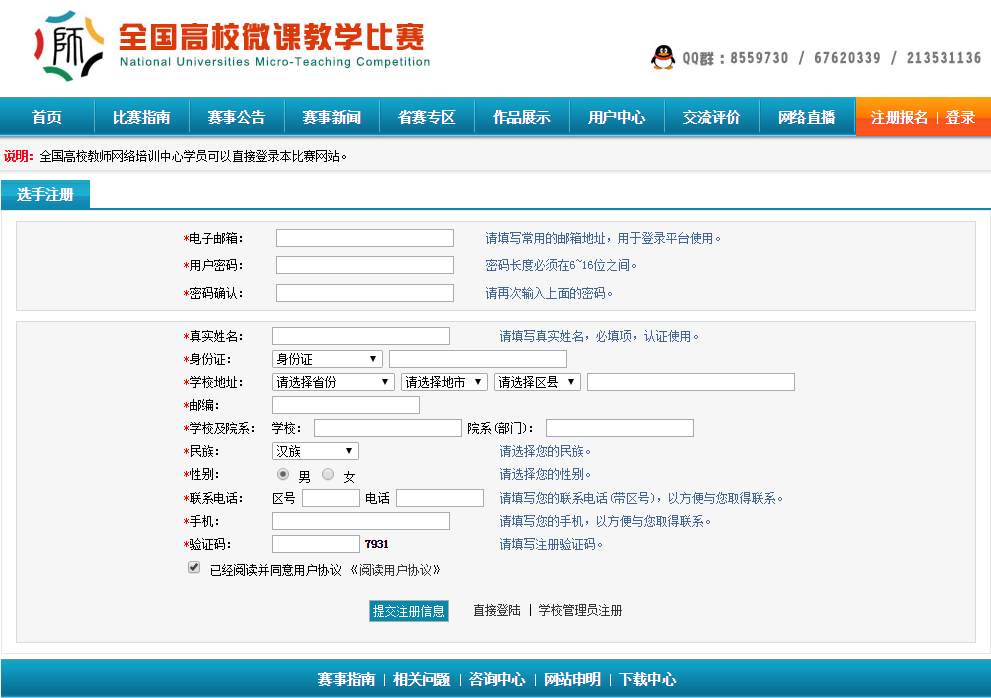 师 全国高校微课教学比赛
National Universities Micro-Teaching Competition
QQ群：8559730 / 67620339 / 213531136
首页 比赛指南 赛事公告 赛事新闻 省赛专区 作品展示 用户中心 交流评价 网络直播 注册报名 | 登录
说明：全国高校教师网络培训中心学员可以直接登录本比赛网站。
选手注册
*电子邮箱： 请填写常用的邮箱地址，用于登录平台使用。
*用户密码： 密码长度必须在6~16位之间。
*密码确认： 请再次输入上面的密码。
*真实姓名： 请填写真实姓名，必填项，认证使用。
*身份证： 身份证
*学校地址： 请选择省份 请选择地市 请选择区县
*邮编：
*学校及院系： 学校： 院系(部门)：
*民族： 汉族 请选择您的民族。
*性别： 男 女 请选择您的性别。
*联系电话： 区号 电话 请填写您的联系电话(带区号)，以方便与您取得联系。
*手机： 请填写您的手机，以方便与您取得联系。
*验证码： 7931 请填写注册验证码。
已经阅读并同意用户协议 《阅读用户协议》
提交注册信息 直接登陆 | 学校管理员注册
赛事指南 | 相关问题 | 咨询中心 | 网站申明 | 下载中心